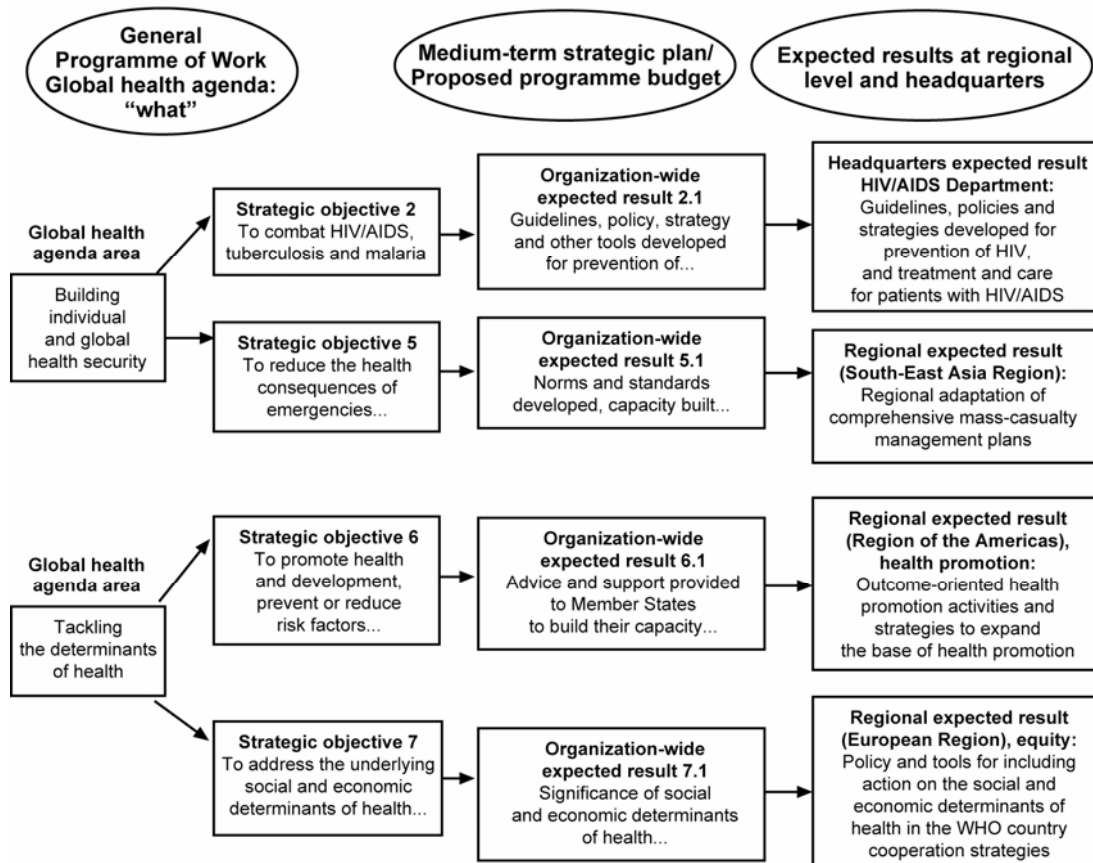 General
Programme of Work
Global health agenda:
“what”
Medium-term strategic plan/
Proposed programme budget
Expected results at regional
level and headquarters
Global health
agenda area
Building
individual
and global
health security
Strategic objective 2
To combat HIV/AIDS,
tuberculosis and malaria
Organization-wide
expected result 2.1
Guidelines, policy, strategy
and other tools developed
for prevention of...
Headquarters expected result
HIV/AIDS Department:
Guidelines, policies and
strategies developed for
prevention of HIV,
and treatment and care
for patients with HIV/AIDS
Strategic objective 5
To reduce the health
consequences of
emergencies...
Organization-wide
expected result 5.1
Norms and standards
developed, capacity built...
Regional expected result
(South-East Asia Region):
Regional adaptation of
comprehensive mass-casualty
management plans
Global health
agenda area
Tackling
the determinants
of health
Strategic objective 6
To promote health
and development,
prevent or reduce
risk factors...
Organization-wide
expected result 6.1
Advice and support provided
to Member States
to build their capacity...
Regional expected result
(Region of the Americas),
health promotion:
Outcome-oriented health
promotion activities and
strategies to expand
the base of health promotion
Strategic objective 7
To address the underlying
social and economic
determinants of health...
Organization-wide
expected result 7.1
Significance of social
and economic determinants
of health...
Regional expected result
(European Region), equity:
Policy and tools for including
action on the social and
economic determinants of
health in the WHO country
cooperation strategies